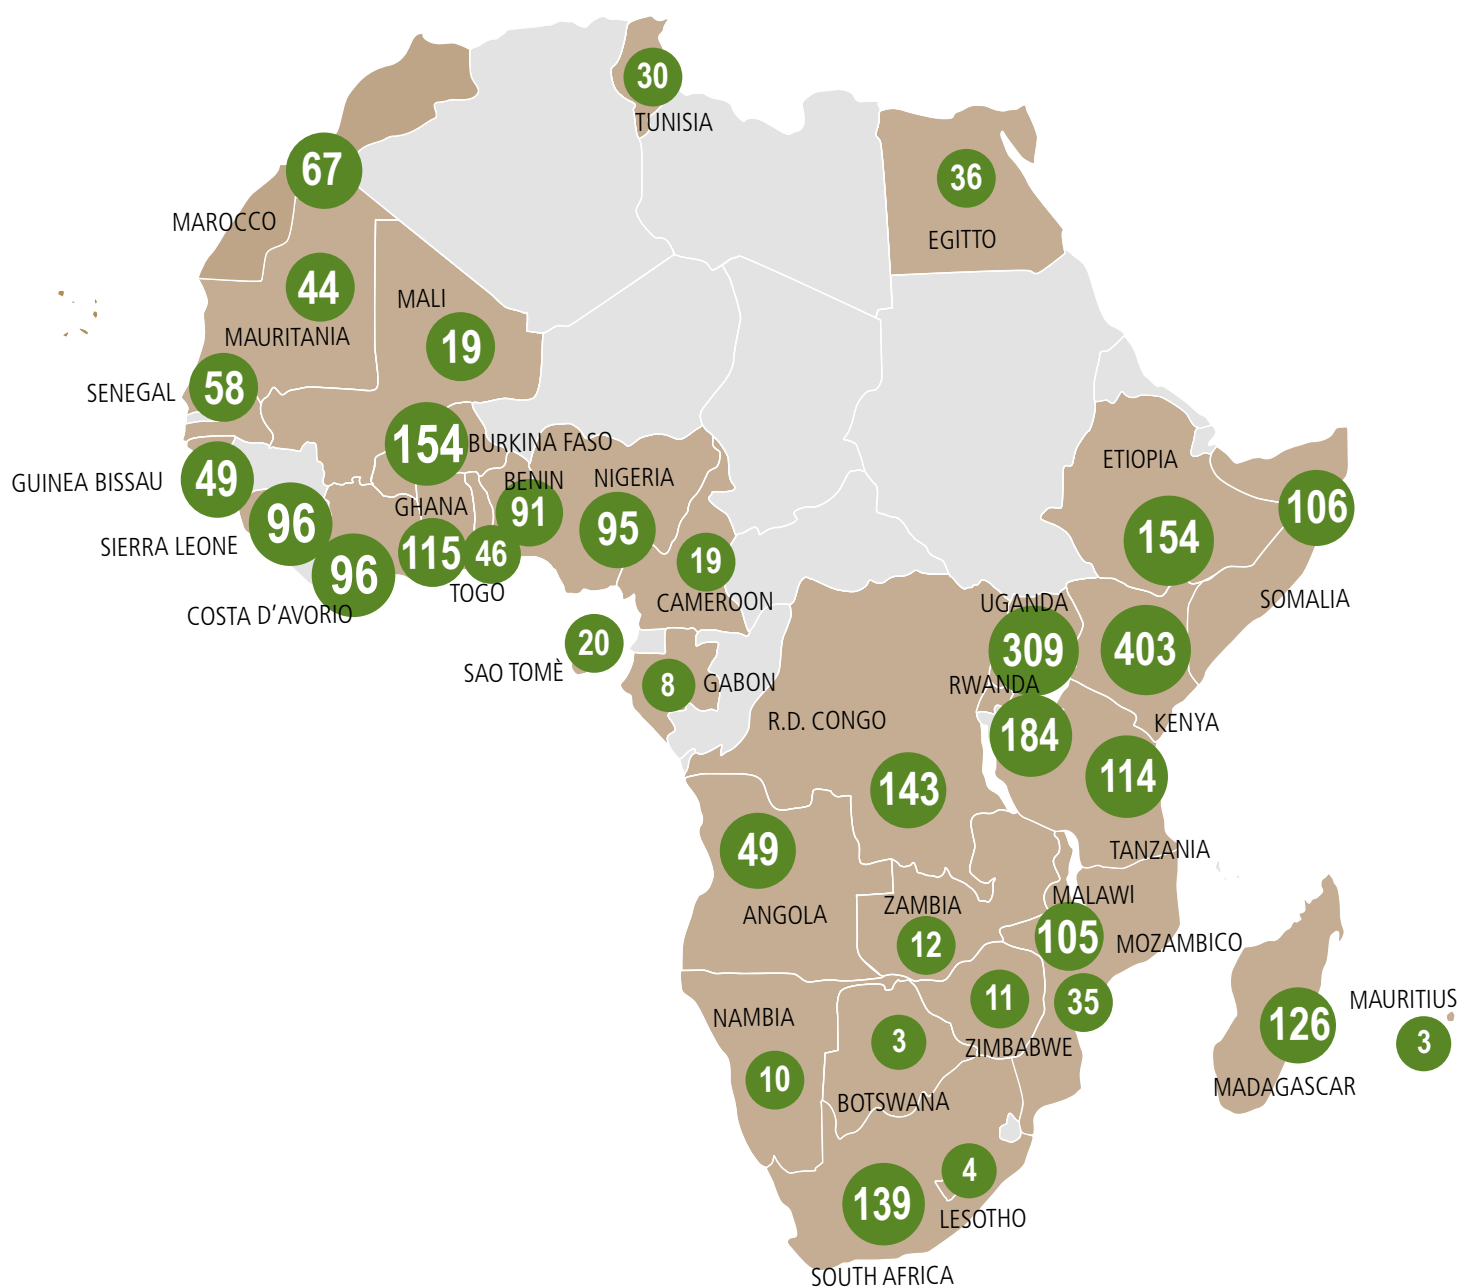 30
TUNISIA
67
MAROCCO
36
EGITTO
44
MAURITANIA
MALI
19
SENEGAL
58
154
BURKINA FASO
GUINEA BISSAU
49
BENIN
91
NIGERIA
95
GHANA
115
46
TOGO
96
SIERRA LEONE
96
COSTA D’AVORIO
19
CAMEROON
ETIOPIA
154
106
SOMALIA
20
SAO TOMÈ
8
GABON
UGANDA
309
403
KENYA
RWANDA
184
R.D. CONGO
143
114
TANZANIA
49
ANGOLA
ZAMBIA
12
MALAWI
105
MOZAMBICO
35
11
ZIMBABWE
NAMBIA
10
3
BOTSWANA
126
MADAGASCAR
MAURITIUS
3
4
LESOTHO
139
SOUTH AFRICA